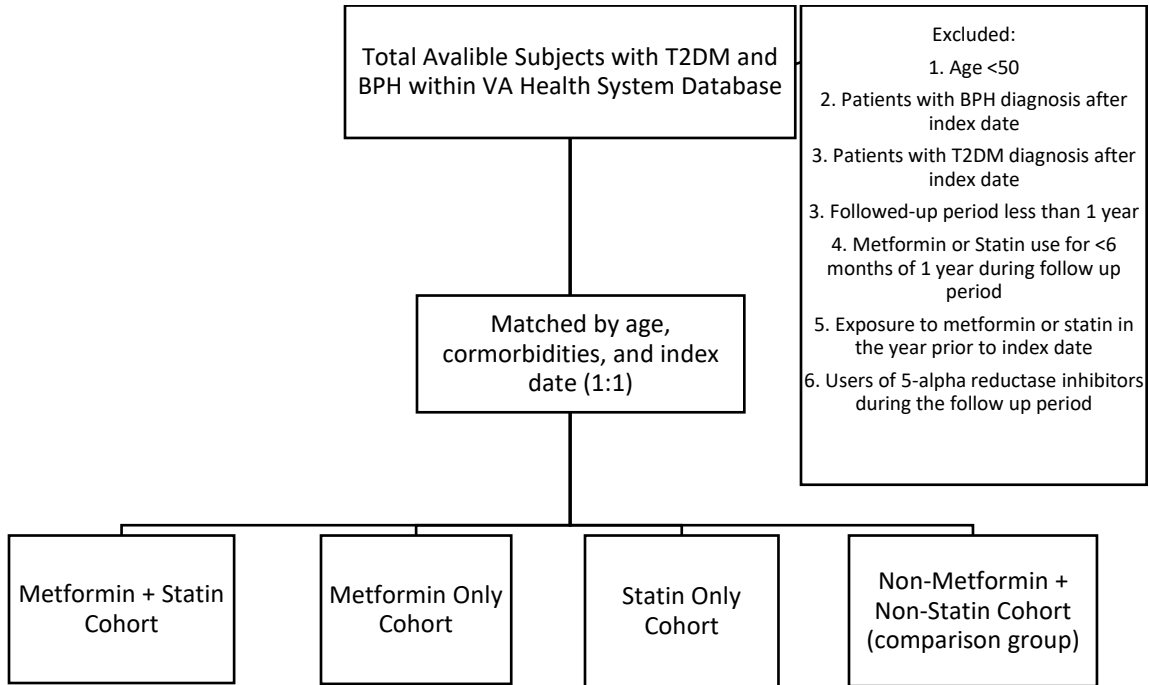 Total Avalible Subjects with T2DM and
BPH within VA Health System Database
Excluded:
1. Age <50
2. Patients with BPH diagnosis after
index date
3. Patients with T2DM diagnosis after
index date
3. Followed-up period less than 1 year
4. Metformin or Statin use for <6
months of 1 year during follow up
period
5. Exposure to metformin or statin in
the year prior to index date
6. Users of 5-alpha reductase inhibitors
during the follow up period
Matched by age,
cormorbidities, and index
date (1:1)
Metformin + Statin
Cohort
Metformin Only
Cohort
Statin Only
Cohort
Non-Metformin +
Non-Statin Cohort
(comparison group)